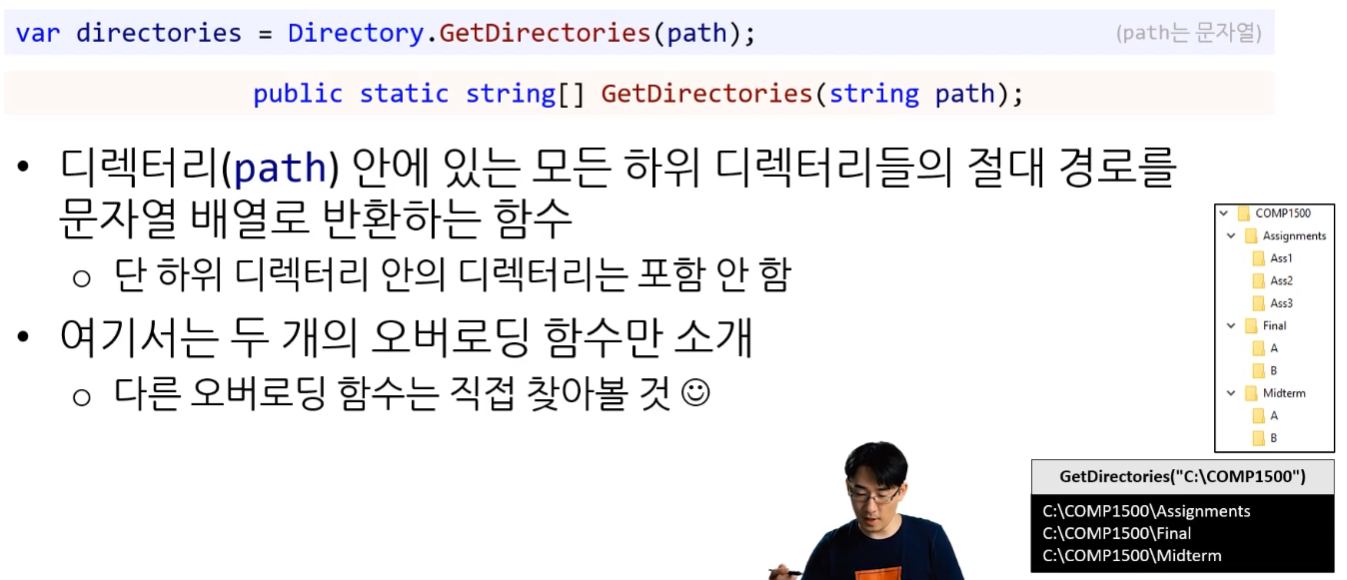 var directories = Directory.GetDirectories(path);
(path는 문자열)
public static string[] GetDirectories(string path);
• 디렉터리(path) 안에 있는 모든 하위 디렉터리들의 절대 경로를
문자열 배열로 반환하는 함수
○ 단 하위 디렉터리 안의 디렉터리는 포함 안 함
• 여기서는 두 개의 오버로딩 함수만 소개
○ 다른 오버로딩 함수는 직접 찾아볼 것 ☺
COMP1500
Assignments
Ass1
Ass2
Ass3
Final
A
B
Midterm
A
B
GetDirectories("C:\COMP1500")
C:\COMP1500\Assignments
C:\COMP1500\Final
C:\COMP1500\Midterm